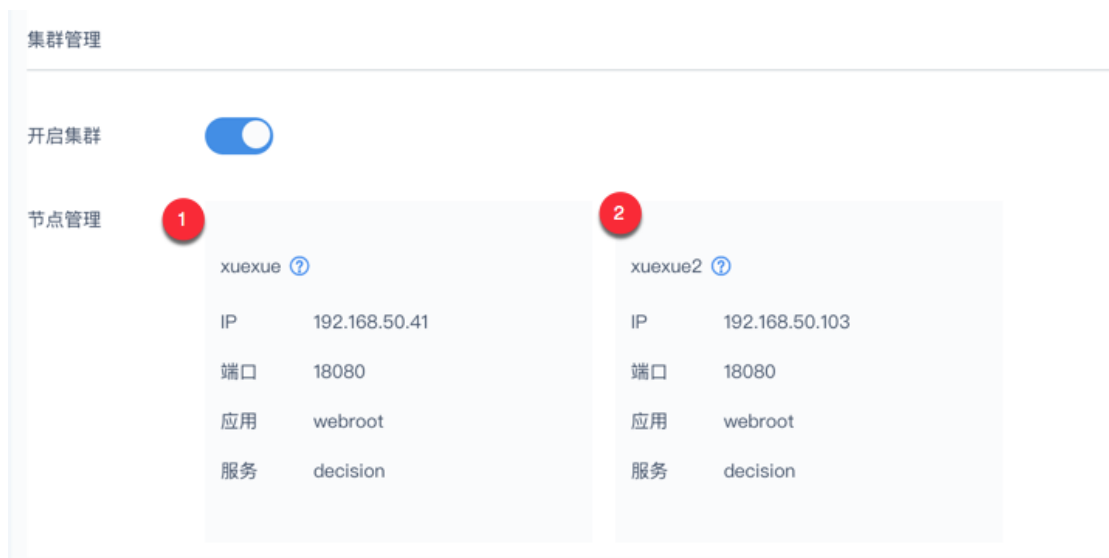 集群管理
开启集群
节点管理
1
xuexue ?
IP 192.168.50.41
端口 18080
应用 webroot
服务 decision
2
xuexue2 ?
IP 192.168.50.103
端口 18080
应用 webroot
服务 decision